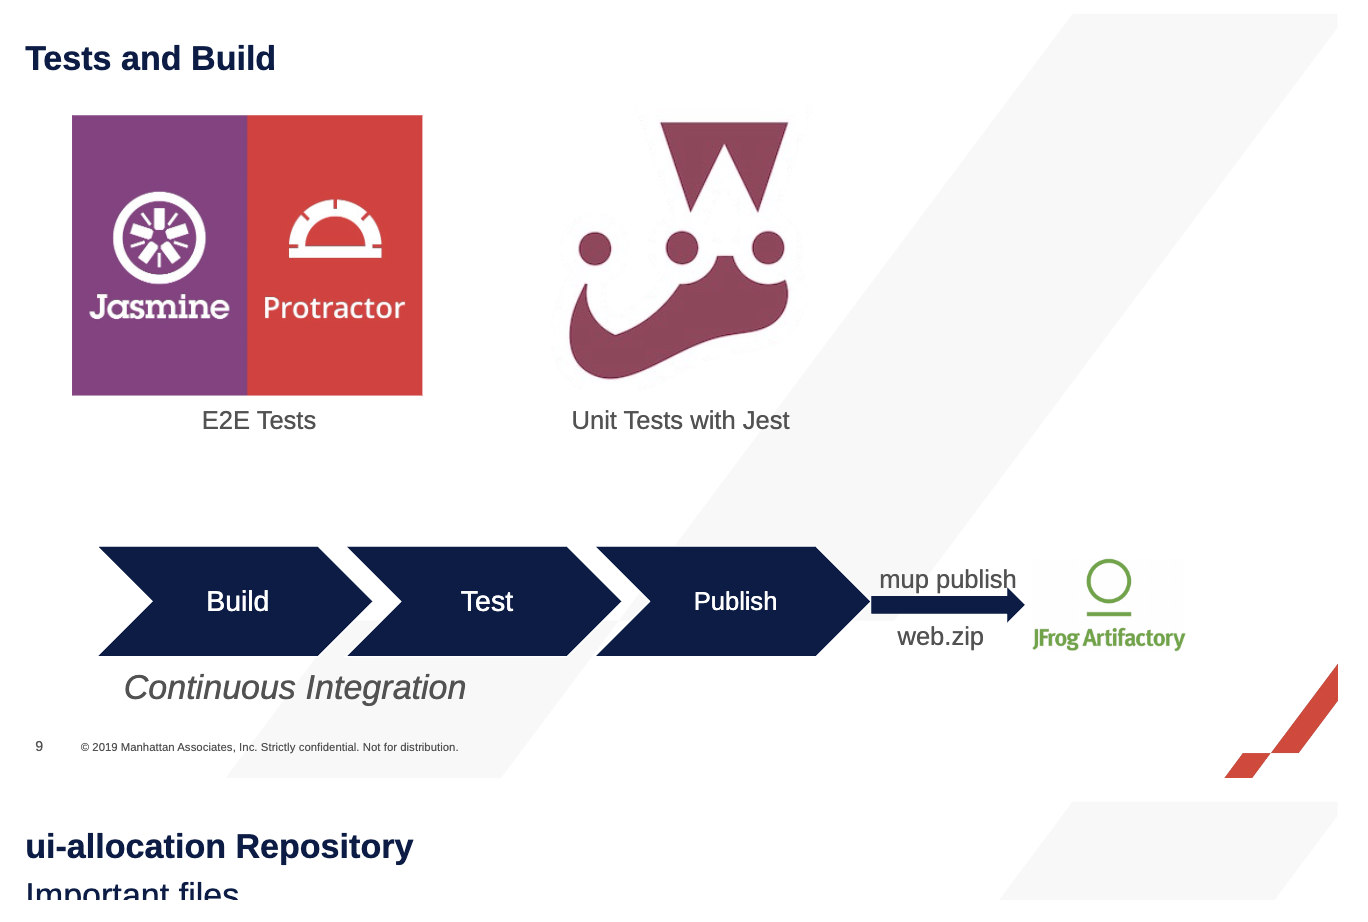 Tests and Build
Jasmine
Protractor
E2E Tests
Unit Tests with Jest
Build
Test
Publish
mup publish
web.zip
JFrog Artifactory
Continuous Integration
9
© 2019 Manhattan Associates, Inc. Strictly confidential. Not for distribution.
ui-allocation Repository
Important files